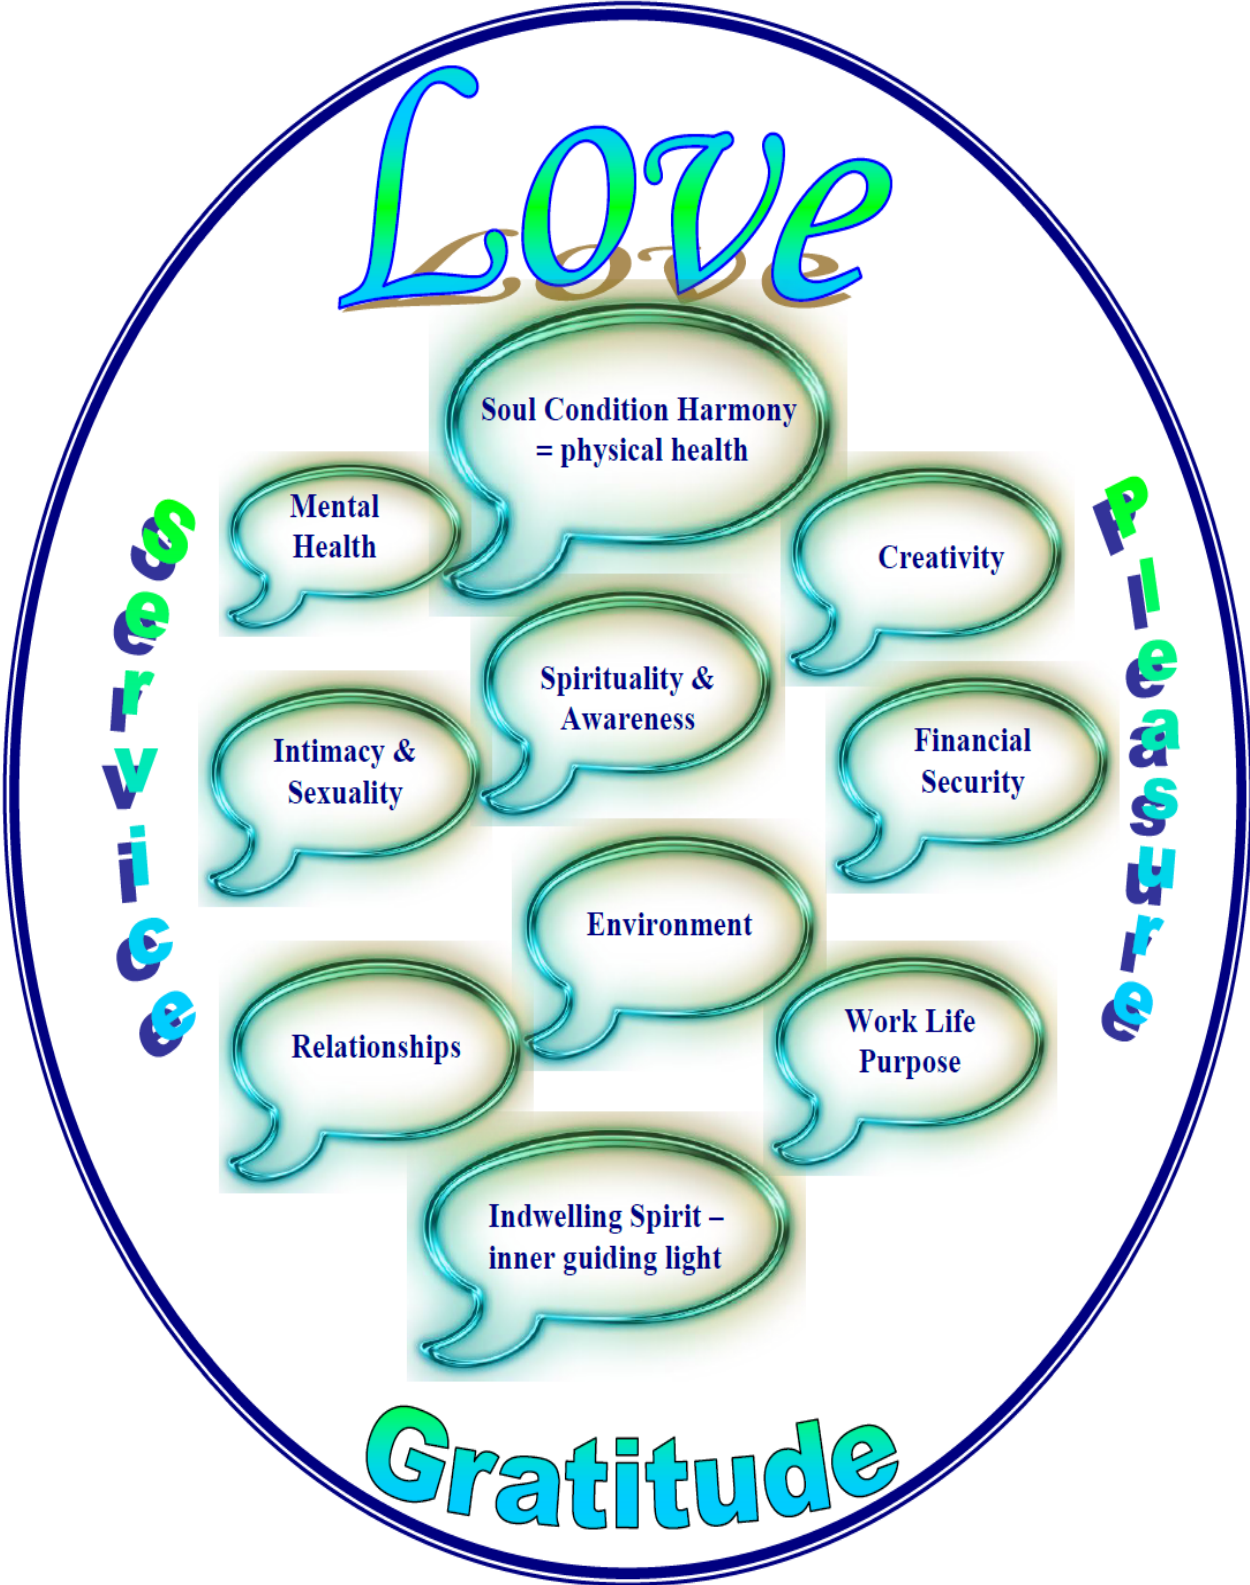 Love
Soul Condition Harmony
= physical health
Mental
Health
Creativity
Service
Pleasure
Spirituality &
Awareness
Intimacy &
Sexuality
Financial
Security
Environment
Relationships
Work Life
Purpose
Indwelling Spirit –
inner guiding light
Gratitude